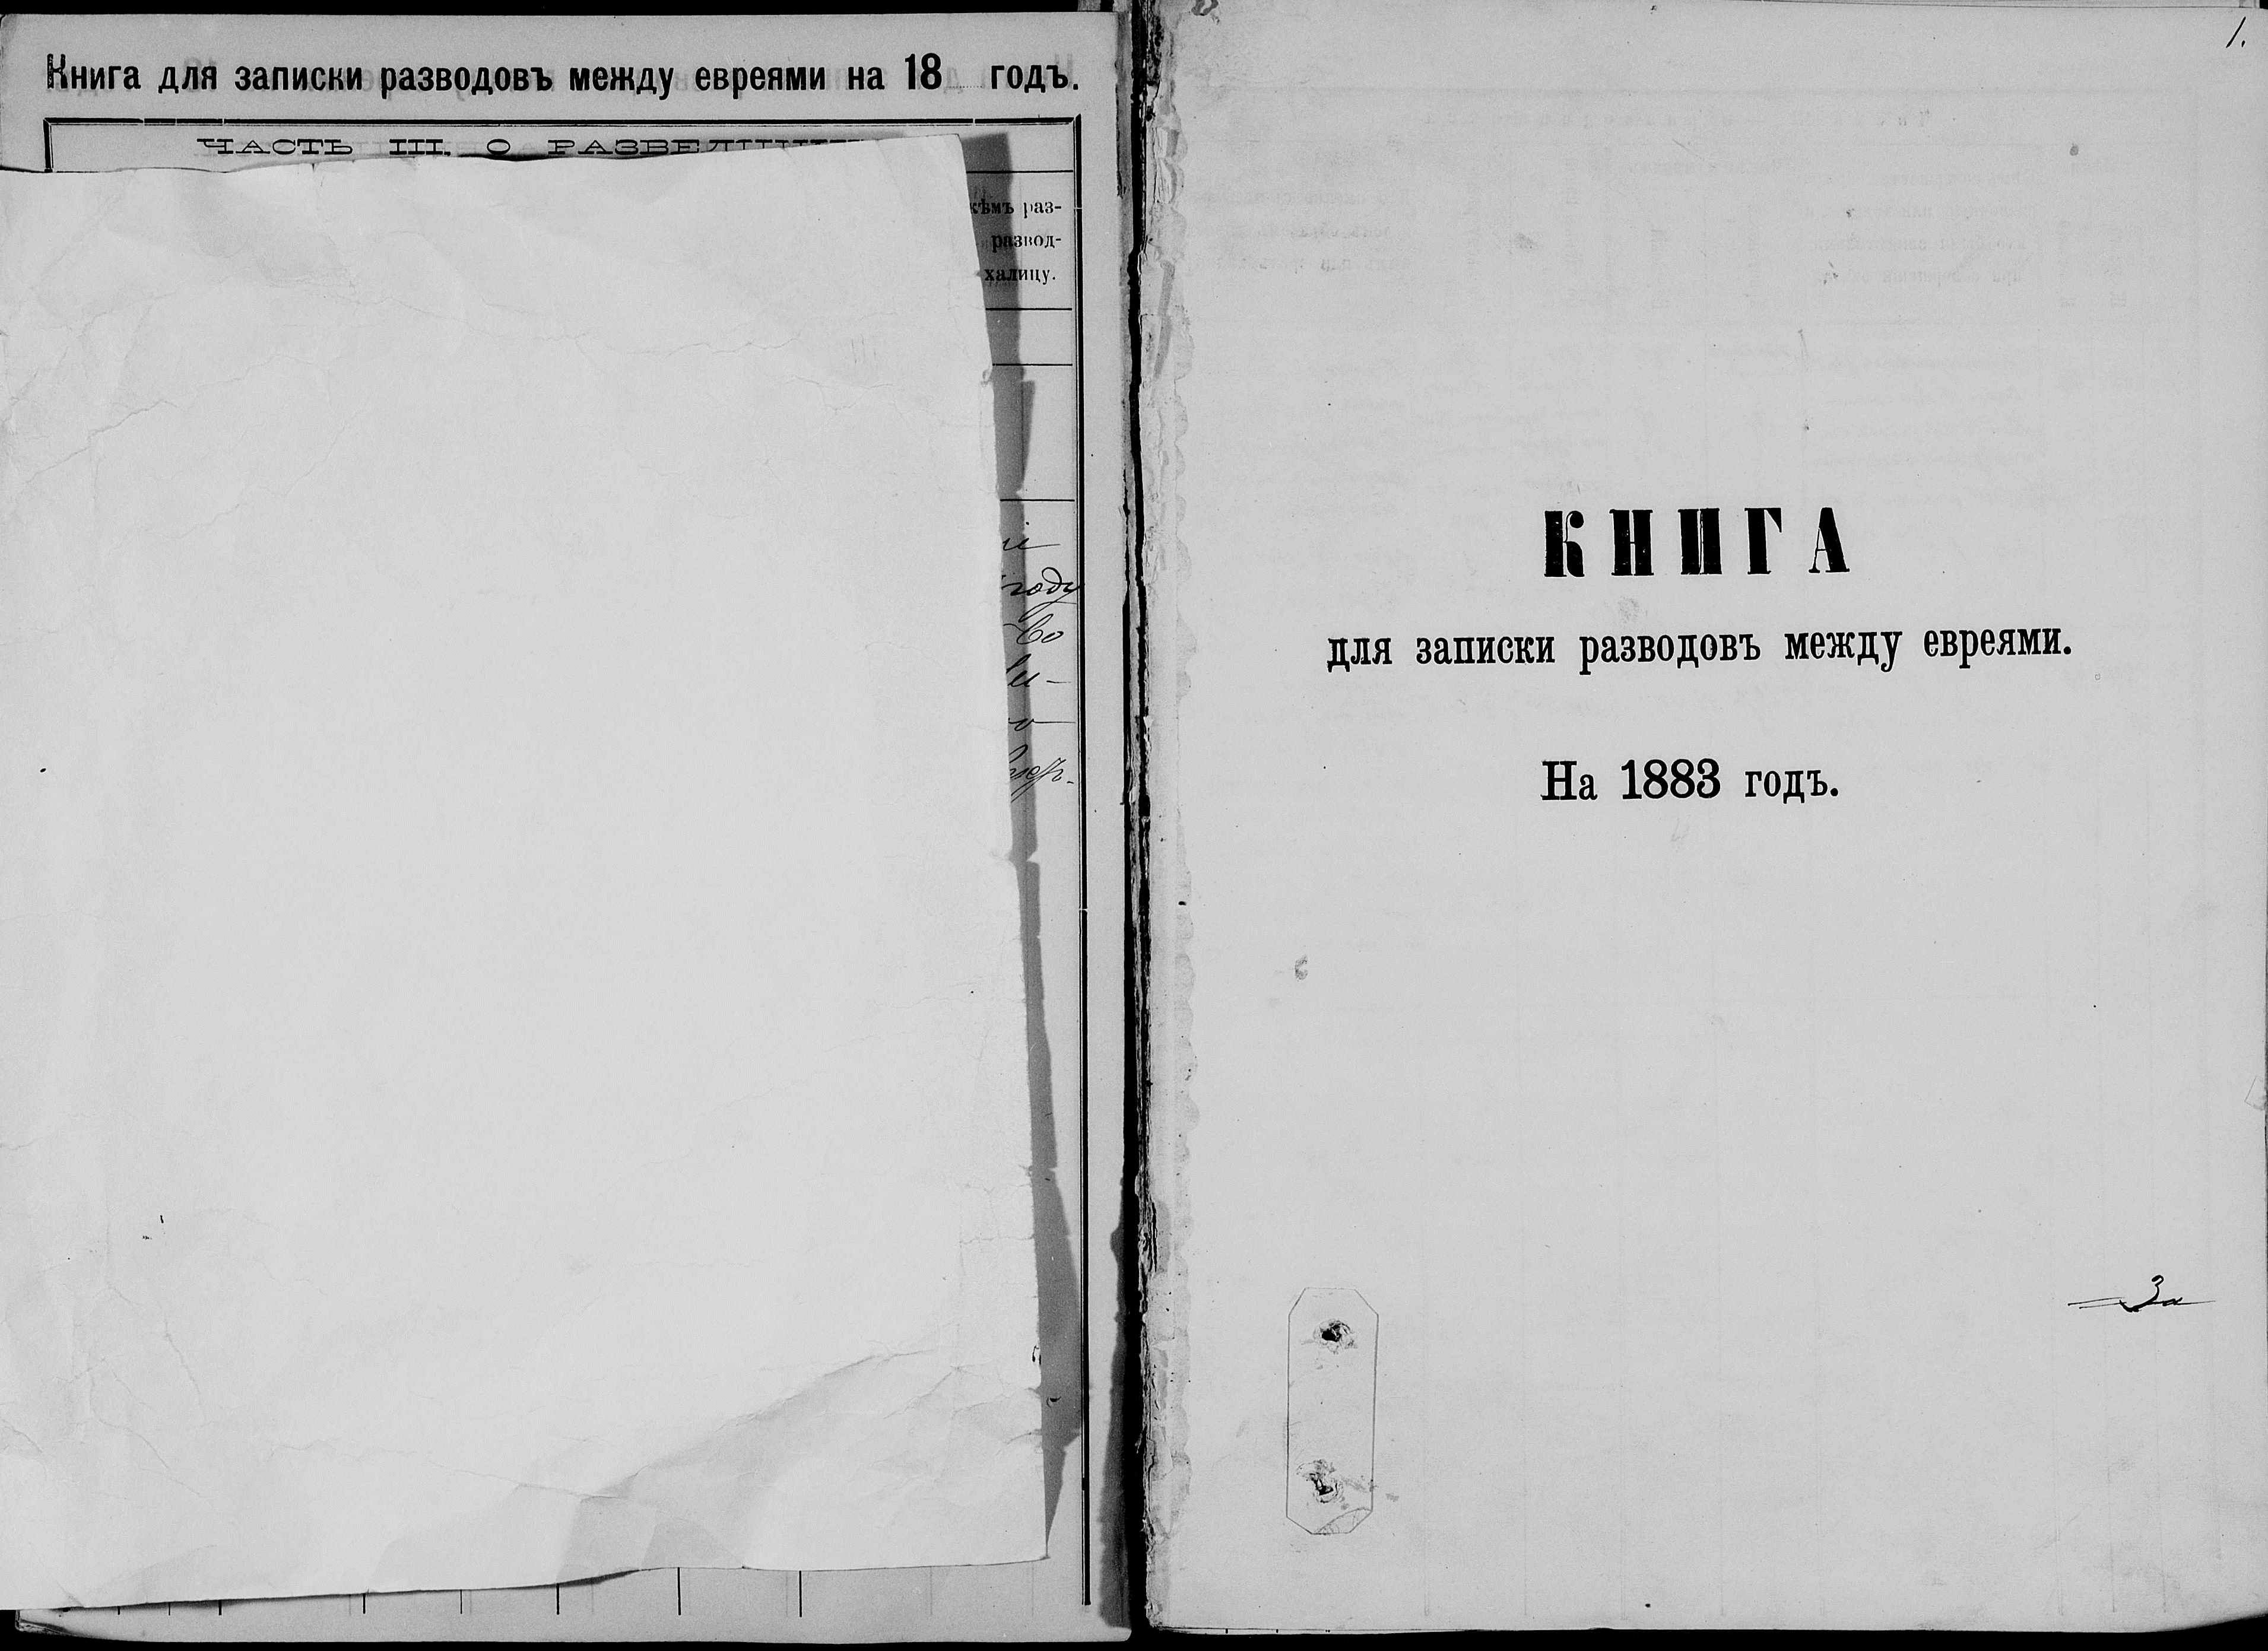 Книга для записки разводовъ между евреями на 18 годъ.
ЧАСТЬ III. О
кѣмъ раз-
развод-
халицу.
году
1.
КНИГА
для записки разводовъ между евреями.
На 1883 годъ.
За